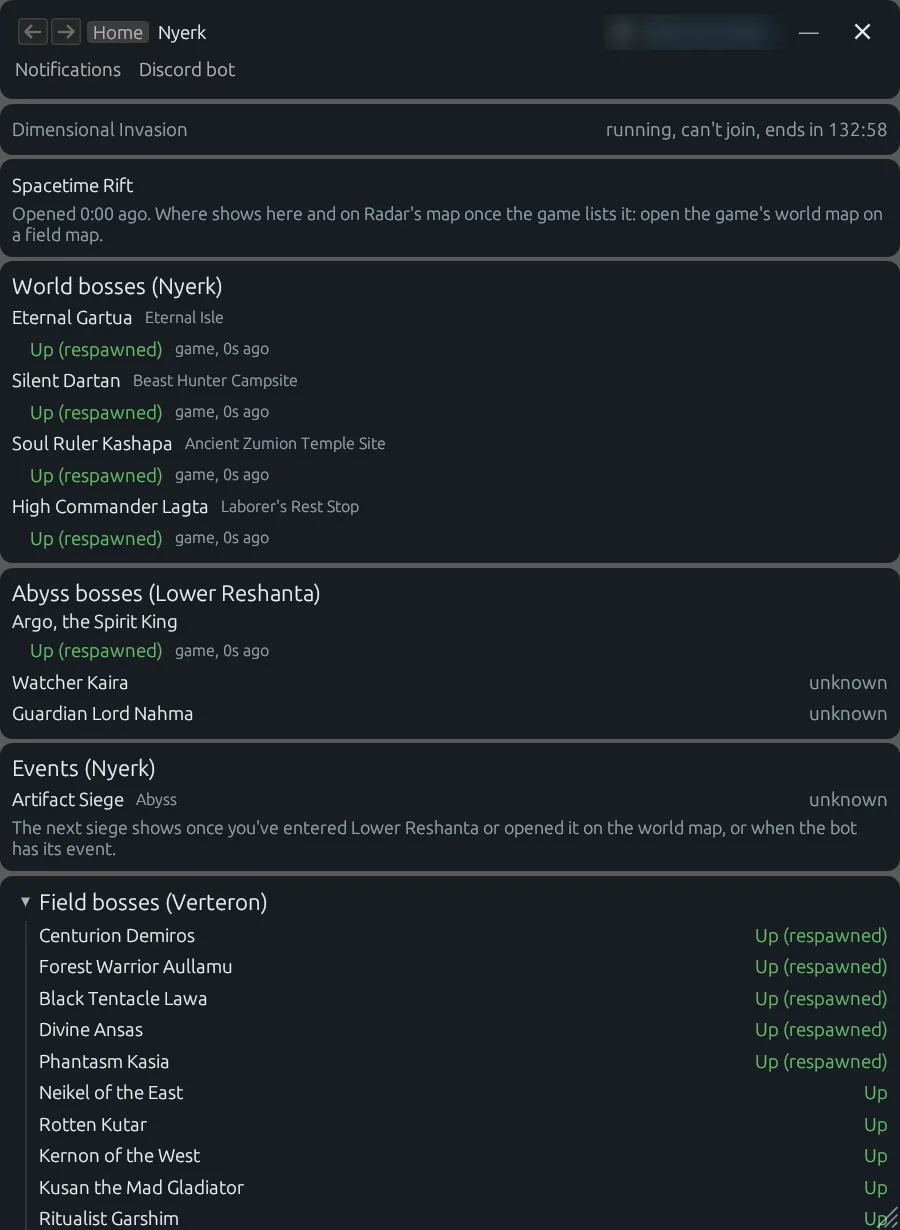 Home Nyerk
Notifications Discord bot
Dimensional Invasion running, can't join, ends in 132:58
Spacetime Rift
Opened 0:00 ago. Where shows here and on Radar's map once the game lists it: open the game's world map on
a field map.
World bosses (Nyerk)
Eternal Gartua Eternal Isle
Up (respawned) game, 0s ago
Silent Dartan Beast Hunter Campsite
Up (respawned) game, 0s ago
Soul Ruler Kashapa Ancient Zumion Temple Site
Up (respawned) game, 0s ago
High Commander Lagta Laborer's Rest Stop
Up (respawned) game, 0s ago
Abyss bosses (Lower Reshanta)
Argo, the Spirit King
Up (respawned) game, 0s ago
Watcher Kaira unknown
Guardian Lord Nahma unknown
Events (Nyerk)
Artifact Siege Abyss unknown
The next siege shows once you've entered Lower Reshanta or opened it on the world map, or when the bot
has its event.
Field bosses (Verteron)
Centurion Demiros Up (respawned)
Forest Warrior Aullamu Up (respawned)
Black Tentacle Lawa Up (respawned)
Divine Ansas Up (respawned)
Phantasm Kasia Up (respawned)
Neikel of the East Up
Rotten Kutar Up
Kernon of the West Up
Kusan the Mad Gladiator Up
Ritualist Garshim Up